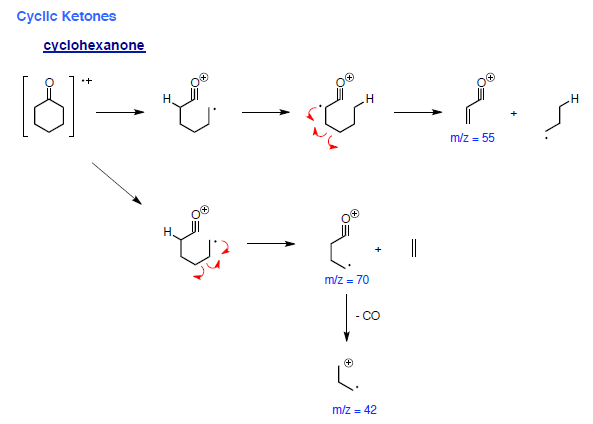 Cyclic Ketones
cyclohexanone
O ·+
H O⊕ ·
O⊕ H ·
O⊕
m/z = 55
+
H ·
H O⊕ ·
O⊕ ·
m/z = 70
+
- CO
⊕ ·
m/z = 42